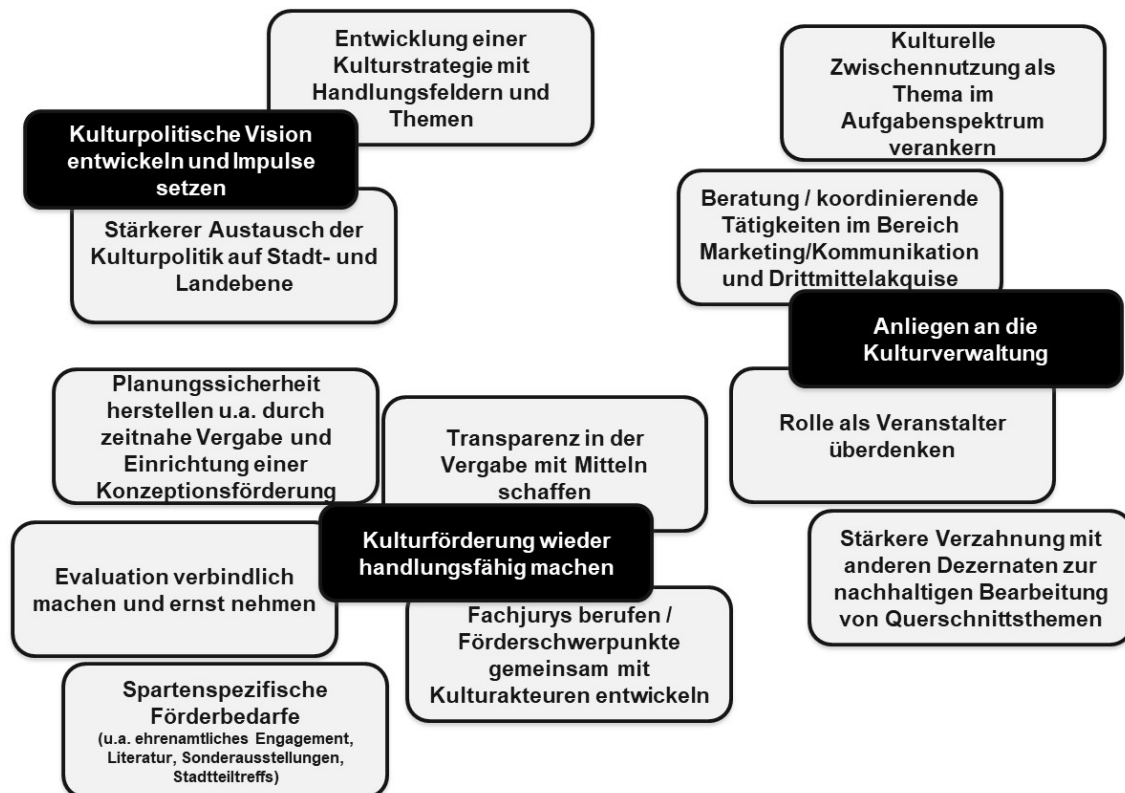 Entwicklung einer
Kulturstrategie mit
Handlungsfeldern und
Themen
Kulturpolitische Vision
entwickeln und Impulse
setzen
Stärkerer Austausch der
Kulturpolitik auf Stadt- und
Landebene
Kulturelle
Zwischennutzung als
Thema im
Aufgabenspektrum
verankern
Beratung / koordinierende
Tätigkeiten im Bereich
Marketing/Kommunikation
und Drittmittelakquise
Anliegen an die
Kulturverwaltung
Rolle als Veranstalter
überdenken
Stärkere Verzahnung mit
anderen Dezernaten zur
nachhaltigen Bearbeitung
von Querschnittsthemen
Planungssicherheit
herstellen u.a. durch
zeitnahe Vergabe und
Einrichtung einer
Konzeptionsförderung
Transparenz in der
Vergabe mit Mitteln
schaffen
Kulturförderung wieder
handlungsfähig machen
Evaluation verbindlich
machen und ernst nehmen
Fachjurys berufen /
Förderschwerpunkte
gemeinsam mit
Kulturakteuren entwickeln
Spartenspezifische
Förderbedarfe
(u.a. ehrenamtliches Engagement,
Literatur, Sonderausstellungen,
Stadtteiltreffs)